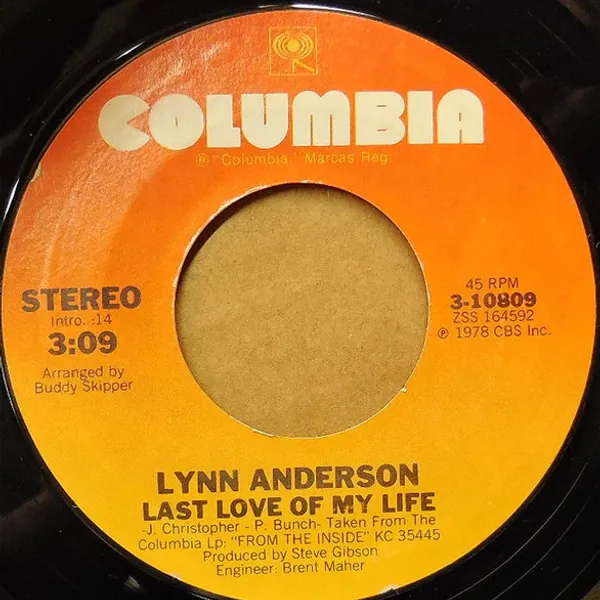 COLUMBIA
® "Columbia," Marcas Reg.
STEREO
Intro. :14
3:09
Arranged by
Buddy Skipper
45 RPM
3-10809
ZSS 164592
℗ 1978 CBS Inc.
LYNN ANDERSON
LAST LOVE OF MY LIFE
-J. Christopher - P. Bunch- Taken From The
Columbia Lp: "FROM THE INSIDE" KC 35445
Produced by Steve Gibson
Engineer: Brent Maher